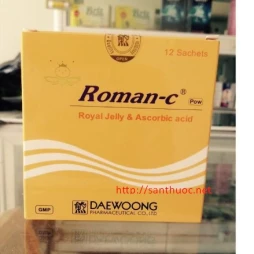 12 Sachets
Roman-c®
Pow
Royal Jelly & Ascorbic acid
http://santhuoc.net
GMP
DAEWOONG
PHARMACEUTICAL CO., LTD